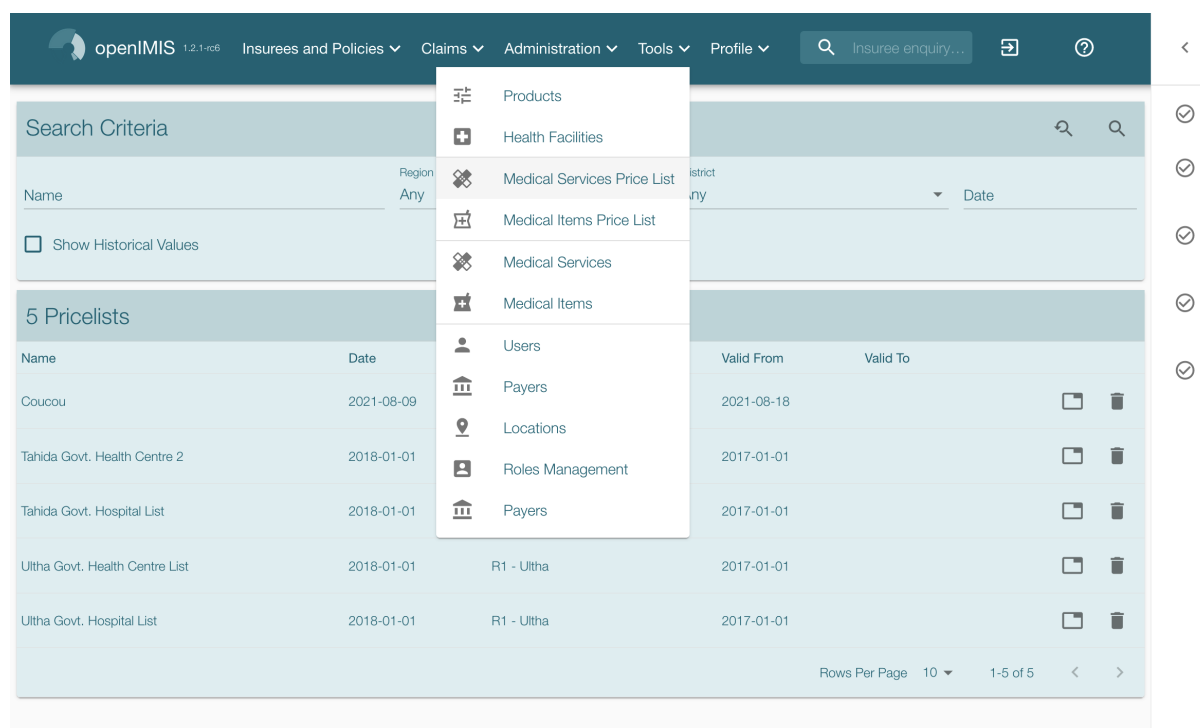 openIMIS 1.2.1-rc6 Insurees and Policies Claims Administration Tools Profile Insuree enquiry...
Products
Search Criteria
Health Facilities
Region
Medical Services Price List
istrict
Name
Any
ny
Date
Medical Items Price List
Show Historical Values
Medical Services
Medical Items
5 Pricelists
Users
Name Date Valid From Valid To
Payers
Coucou 2021-08-09 2021-08-18
Locations
Tahida Govt. Health Centre 2 2018-01-01 2017-01-01
Roles Management
Tahida Govt. Hospital List 2018-01-01 2017-01-01
Payers
Ultha Govt. Health Centre List 2018-01-01 R1 - Ultha 2017-01-01
Ultha Govt. Hospital List 2018-01-01 R1 - Ultha 2017-01-01
Rows Per Page 10 1-5 of 5